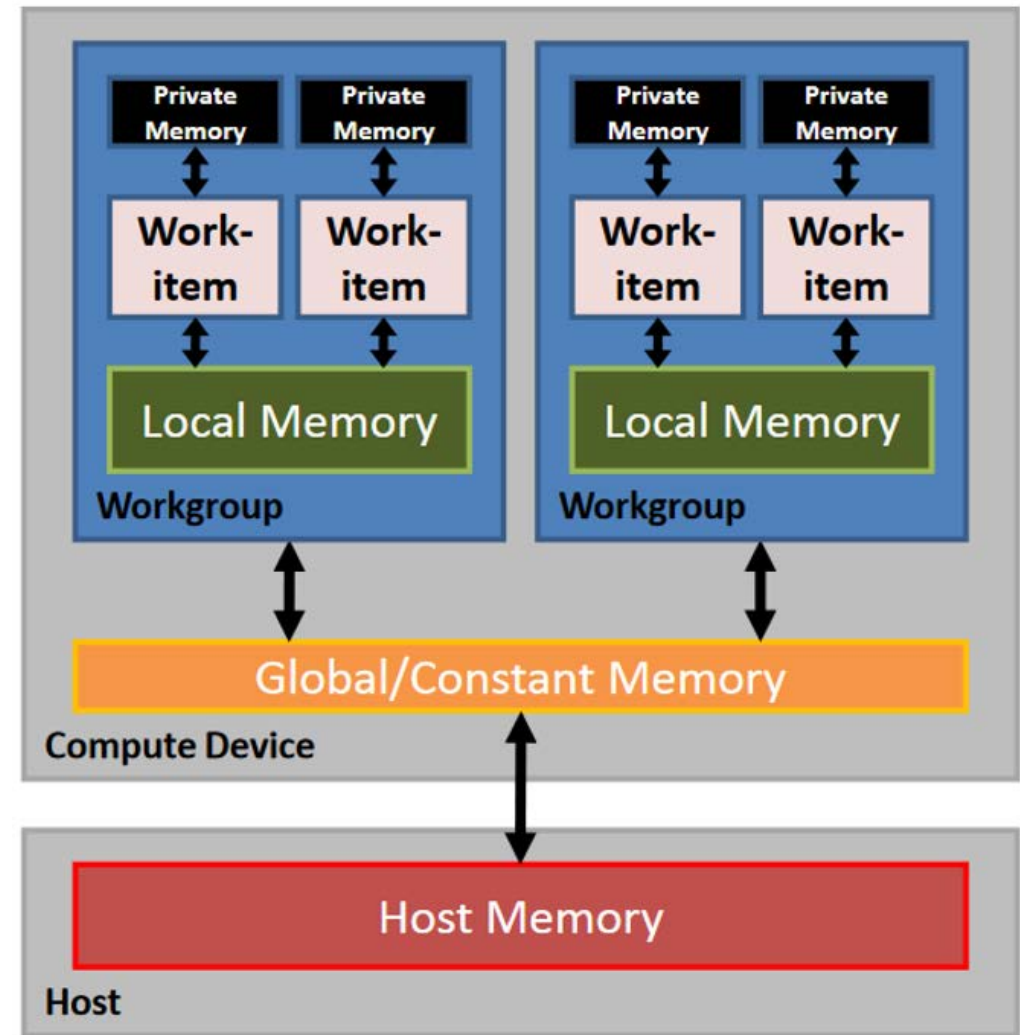 Private Private Private Private
Memory Memory Memory Memory
Work- Work- Work- Work-
item item item item
Local Memory Local Memory
Workgroup Workgroup
Global/Constant Memory
Compute Device
Host Memory
Host